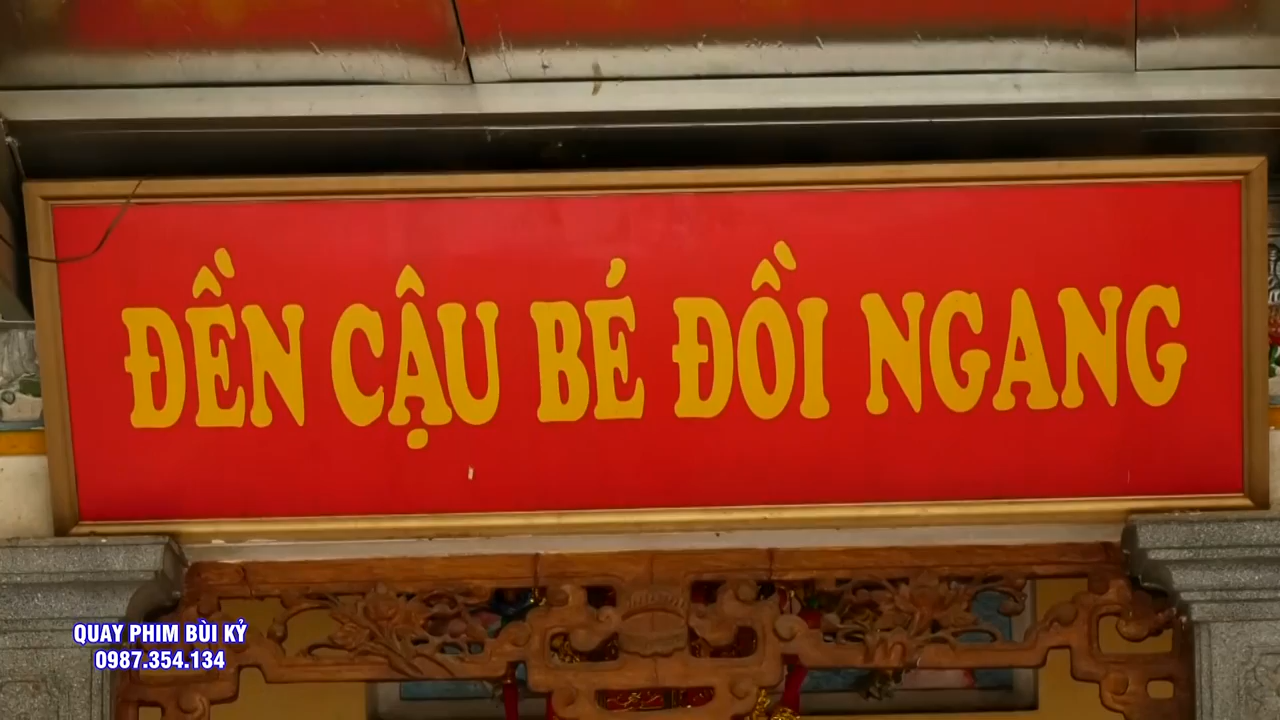 ĐỀN CẬU BÉ ĐỒI NGANG
QUAY PHIM BÙI KỶ
0987.354.134